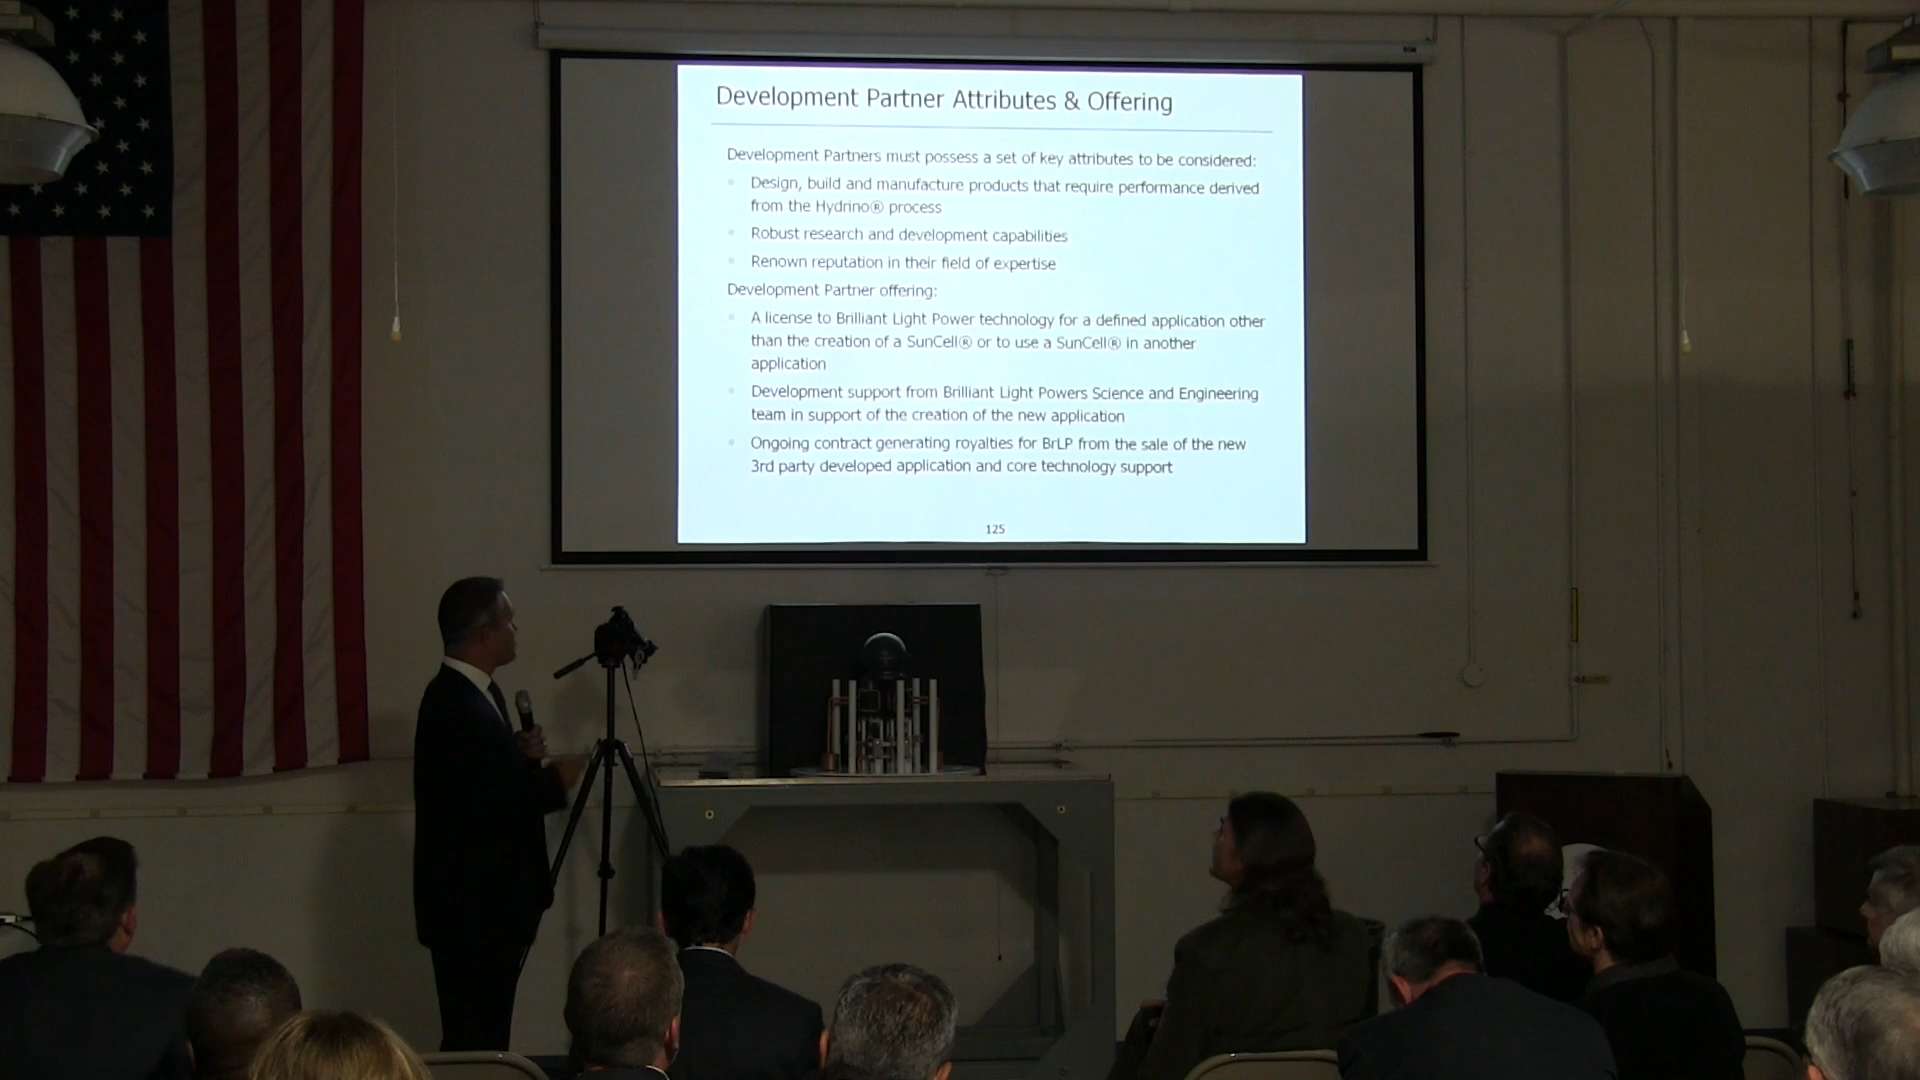 Development Partner Attributes & Offering
Development Partners must possess a set of key attributes to be considered:
Design, build and manufacture products that require performance derived
from the Hydrino® process
Robust research and development capabilities
Renown reputation in their field of expertise
Development Partner offering:
A license to Brilliant Light Power technology for a defined application other
than the creation of a SunCell® or to use a SunCell® in another
application
Development support from Brilliant Light Powers Science and Engineering
team in support of the creation of the new application
Ongoing contract generating royalties for BrLP from the sale of the new
3rd party developed application and core technology support
125